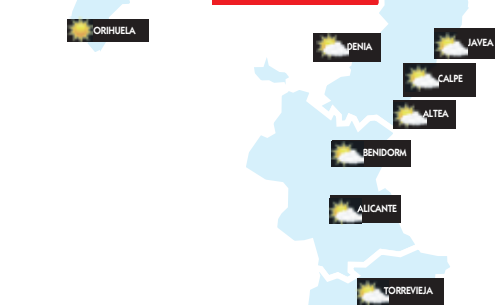 ORIHUELA
DENIA
JAVEA
CALPE
ALTEA
BENIDORM
ALICANTE
TORREVIEJA